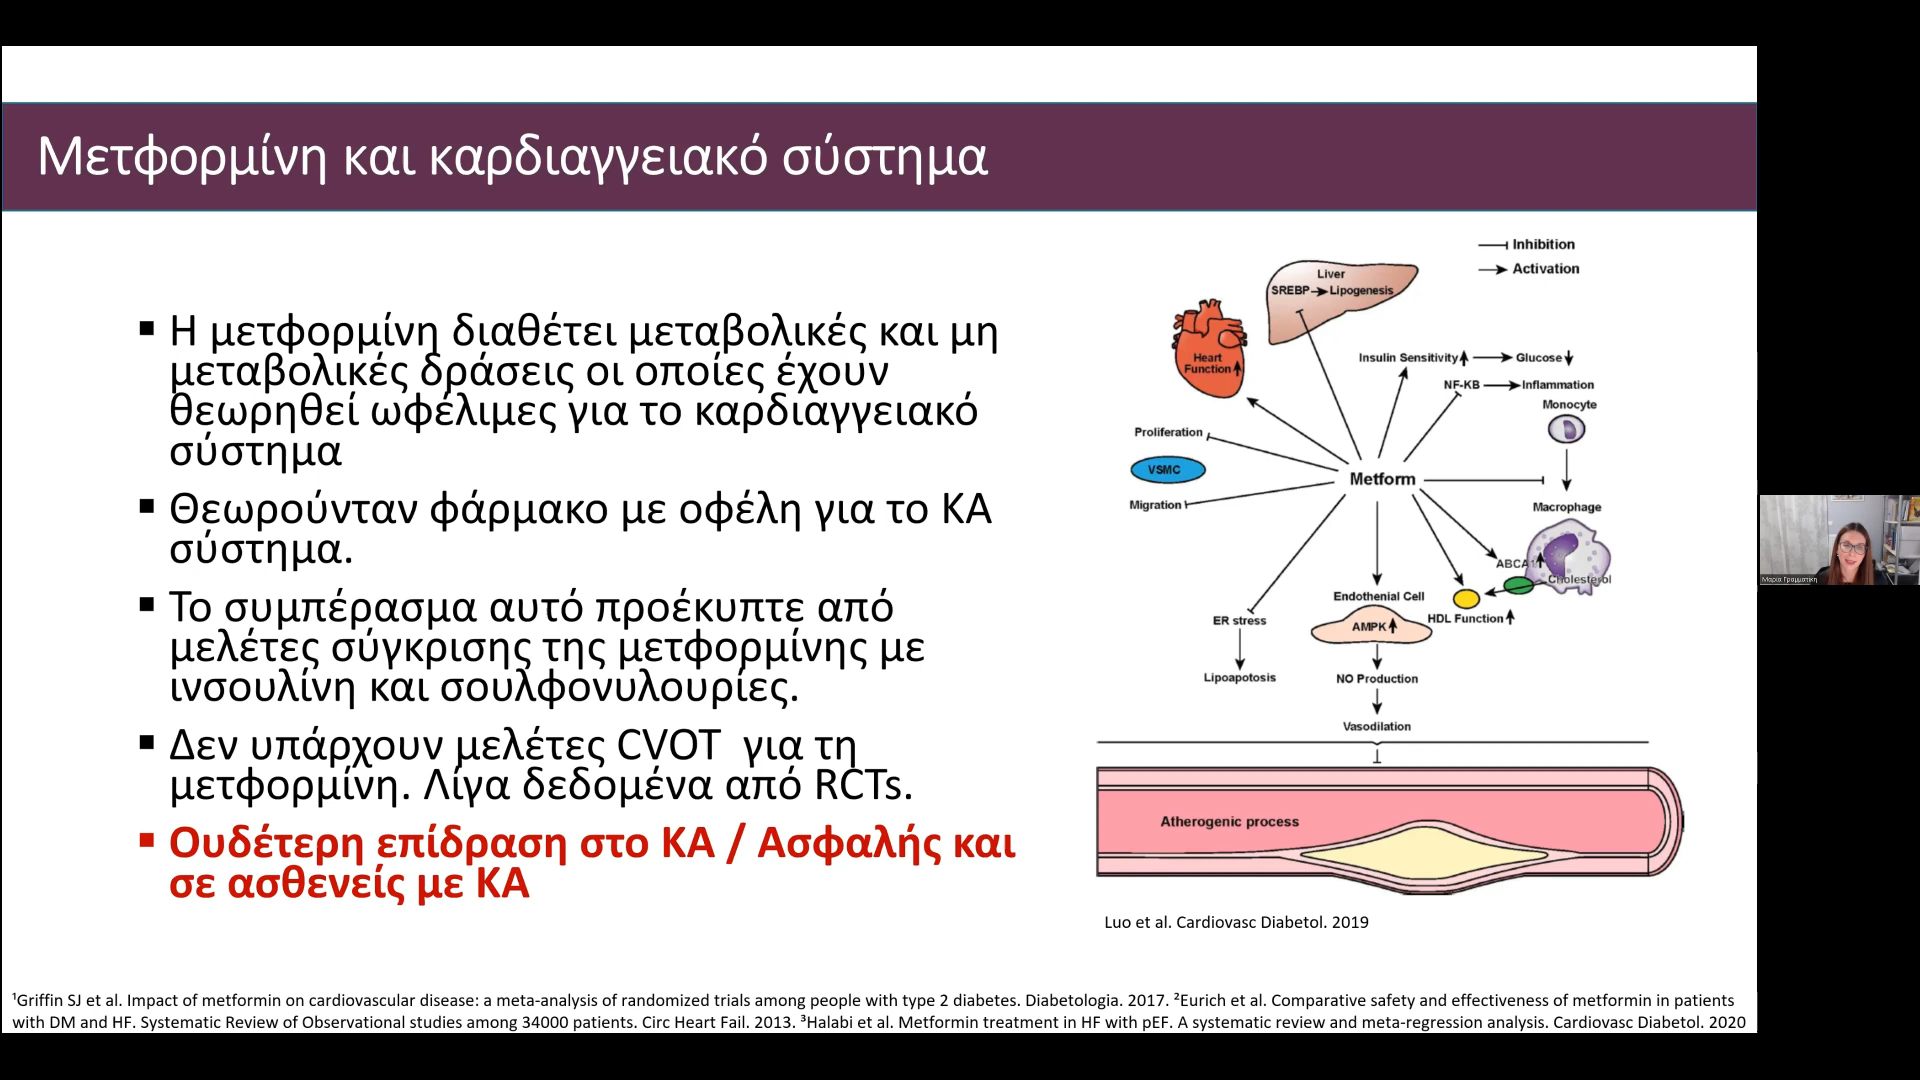 Μετφορμίνη και καρδιαγγειακό σύστημα
▪ Η μετφορμίνη διαθέτει μεταβολικές και μη
μεταβολικές δράσεις οι οποίες έχουν
θεωρηθεί ωφέλιμες για το καρδιαγγειακό
σύστημα
▪ Θεωρούνταν φάρμακο με οφέλη για το ΚΑ
σύστημα.
▪ Το συμπέρασμα αυτό προέκυπτε από
μελέτες σύγκρισης της μετφορμίνης με
ινσουλίνη και σουλφονυλουρίες.
▪ Δεν υπάρχουν μελέτες CVOT για τη
μετφορμίνη. Λίγα δεδομένα από RCTs.
▪ Ουδέτερη επίδραση στο ΚΑ / Ασφαλής και
σε ασθενείς με ΚΑ
Inhibition
Activation
Liver
SREBP Lipogenesis
Heart
Function
Insulin Sensitivity Glucose
NF-KB Inflammation
Monocyte
Proliferation
VSMC
Metform
Migration
Macrophage
ABCA1
Cholesterol
Endothenial Cell
HDL Function
ER stress
AMPK
Lipoapotosis
NO Production
Vasodilation
Atherogenic process
Luo et al. Cardiovasc Diabetol. 2019
¹Griffin SJ et al. Impact of metformin on cardiovascular disease: a meta-analysis of randomized trials among people with type 2 diabetes. Diabetologia. 2017. ²Eurich et al. Comparative safety and effectiveness of metformin in patients
with DM and HF. Systematic Review of Observational studies among 34000 patients. Circ Heart Fail. 2013. ³Halabi et al. Metformin treatment in HF with pEF. A systematic review and meta-regression analysis. Cardiovasc Diabetol. 2020
Μαρία Γραμματίκη